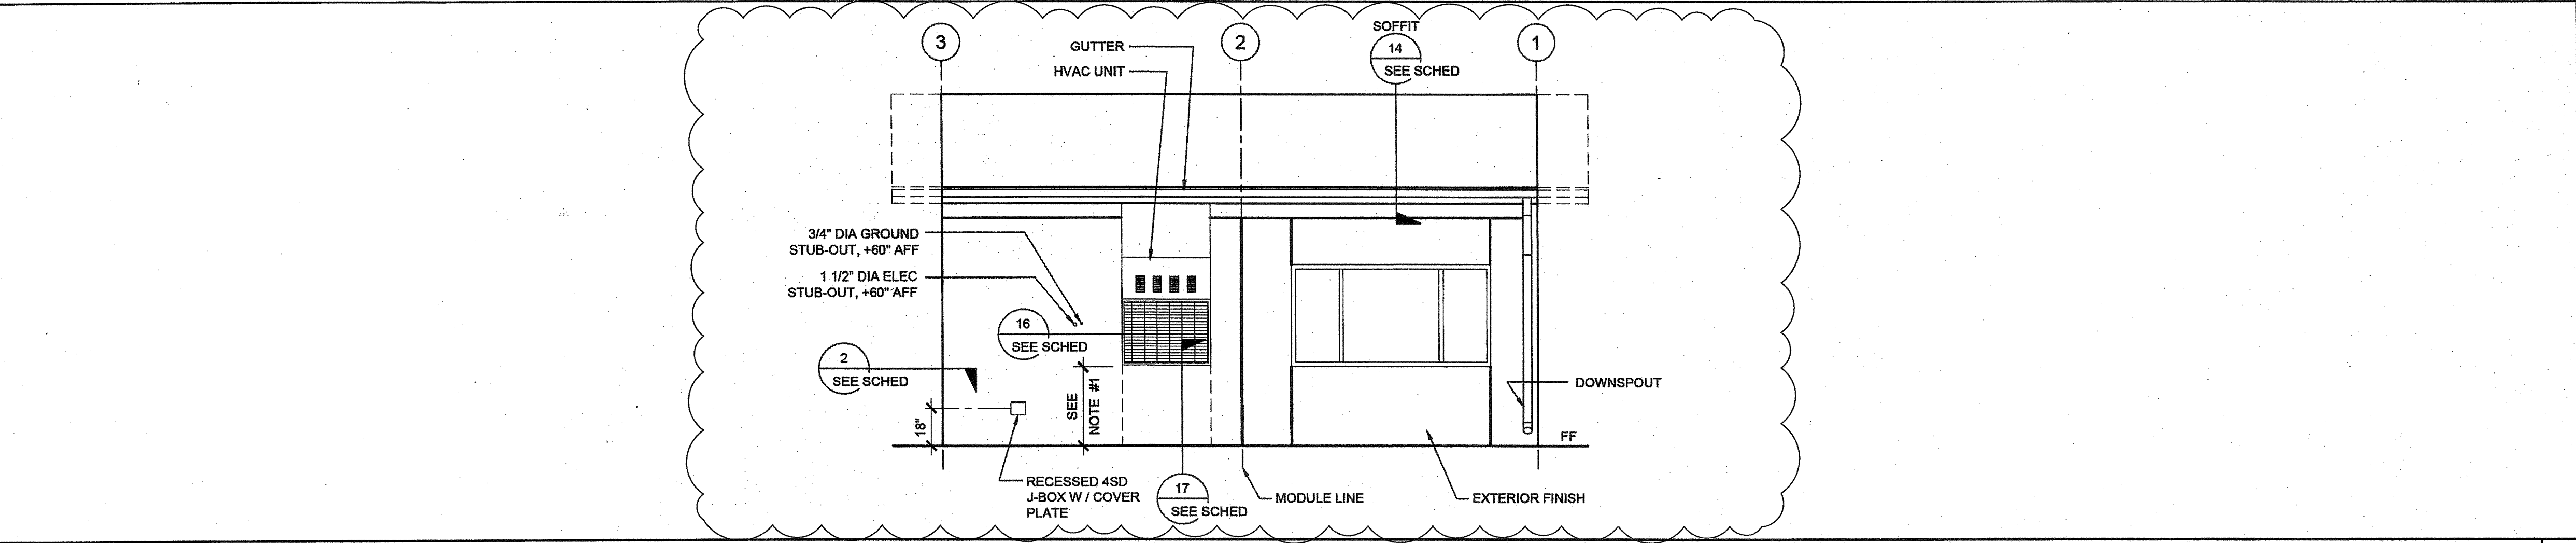 3
2
1
SOFFIT
14
SEE SCHED
GUTTER
HVAC UNIT
3/4" DIA GROUND
STUB-OUT, +60" AFF
1 1/2" DIA ELEC
STUB-OUT, +60" AFF
16
SEE SCHED
2
SEE SCHED
18"
SEE
NOTE #1
DOWNSPOUT
FF
RECESSED 4SD
J-BOX W / COVER
PLATE
17
SEE SCHED
MODULE LINE
EXTERIOR FINISH